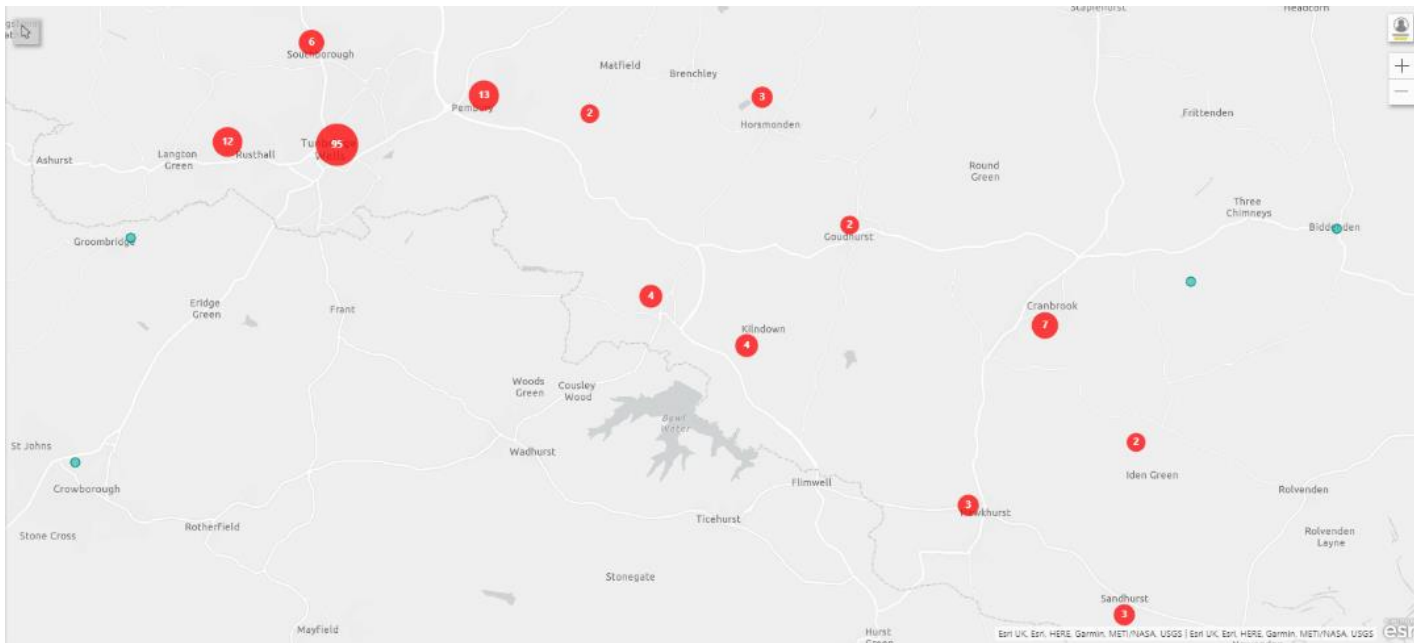 Staplehurst
Headcorn
6
Southborough
Matfield
Brenchley
13
Pembury
2
3
Horsmonden
Frittenden
12
95
Ashurst
Langton
Green
Rusthall
Round
Green
Three
Chimneys
2
Goudhurst
Biddenden
Groombridge
4
Eridge
Green
Frant
Cranbrook
7
Kilndown
4
Woods
Green
Cousley
Wood
Bewl
Water
St Johns
Wadhurst
2
Iden Green
Crowborough
Flimwell
Rolvenden
3
Rotherfield
Ticehurst
Stone Cross
Rolvenden
Layne
Stonegate
Sandhurst
3
Mayfield
Hurst
Green
Esri UK, Esri, HERE, Garmin, METI/NASA, USGS | Esri UK, Esri, HERE, Garmin, METI/NASA, USGS
esri